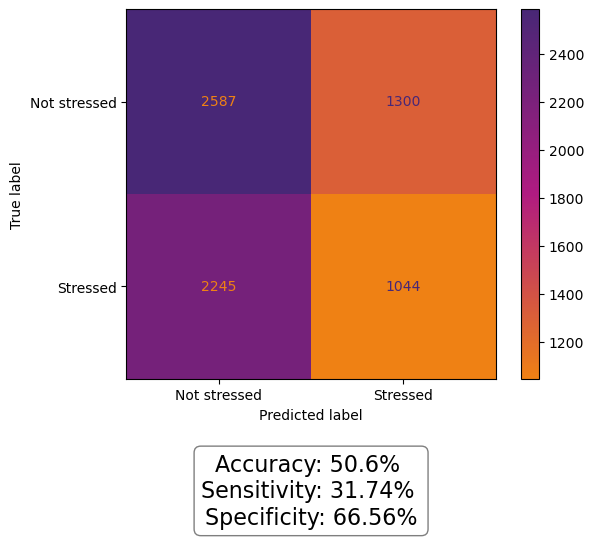 True label
Not stressed
Stressed
2587
1300
2245
1044
Not stressed
Stressed
Predicted label
2400
2200
2000
1800
1600
1400
1200
Accuracy: 50.6%
Sensitivity: 31.74%
Specificity: 66.56%